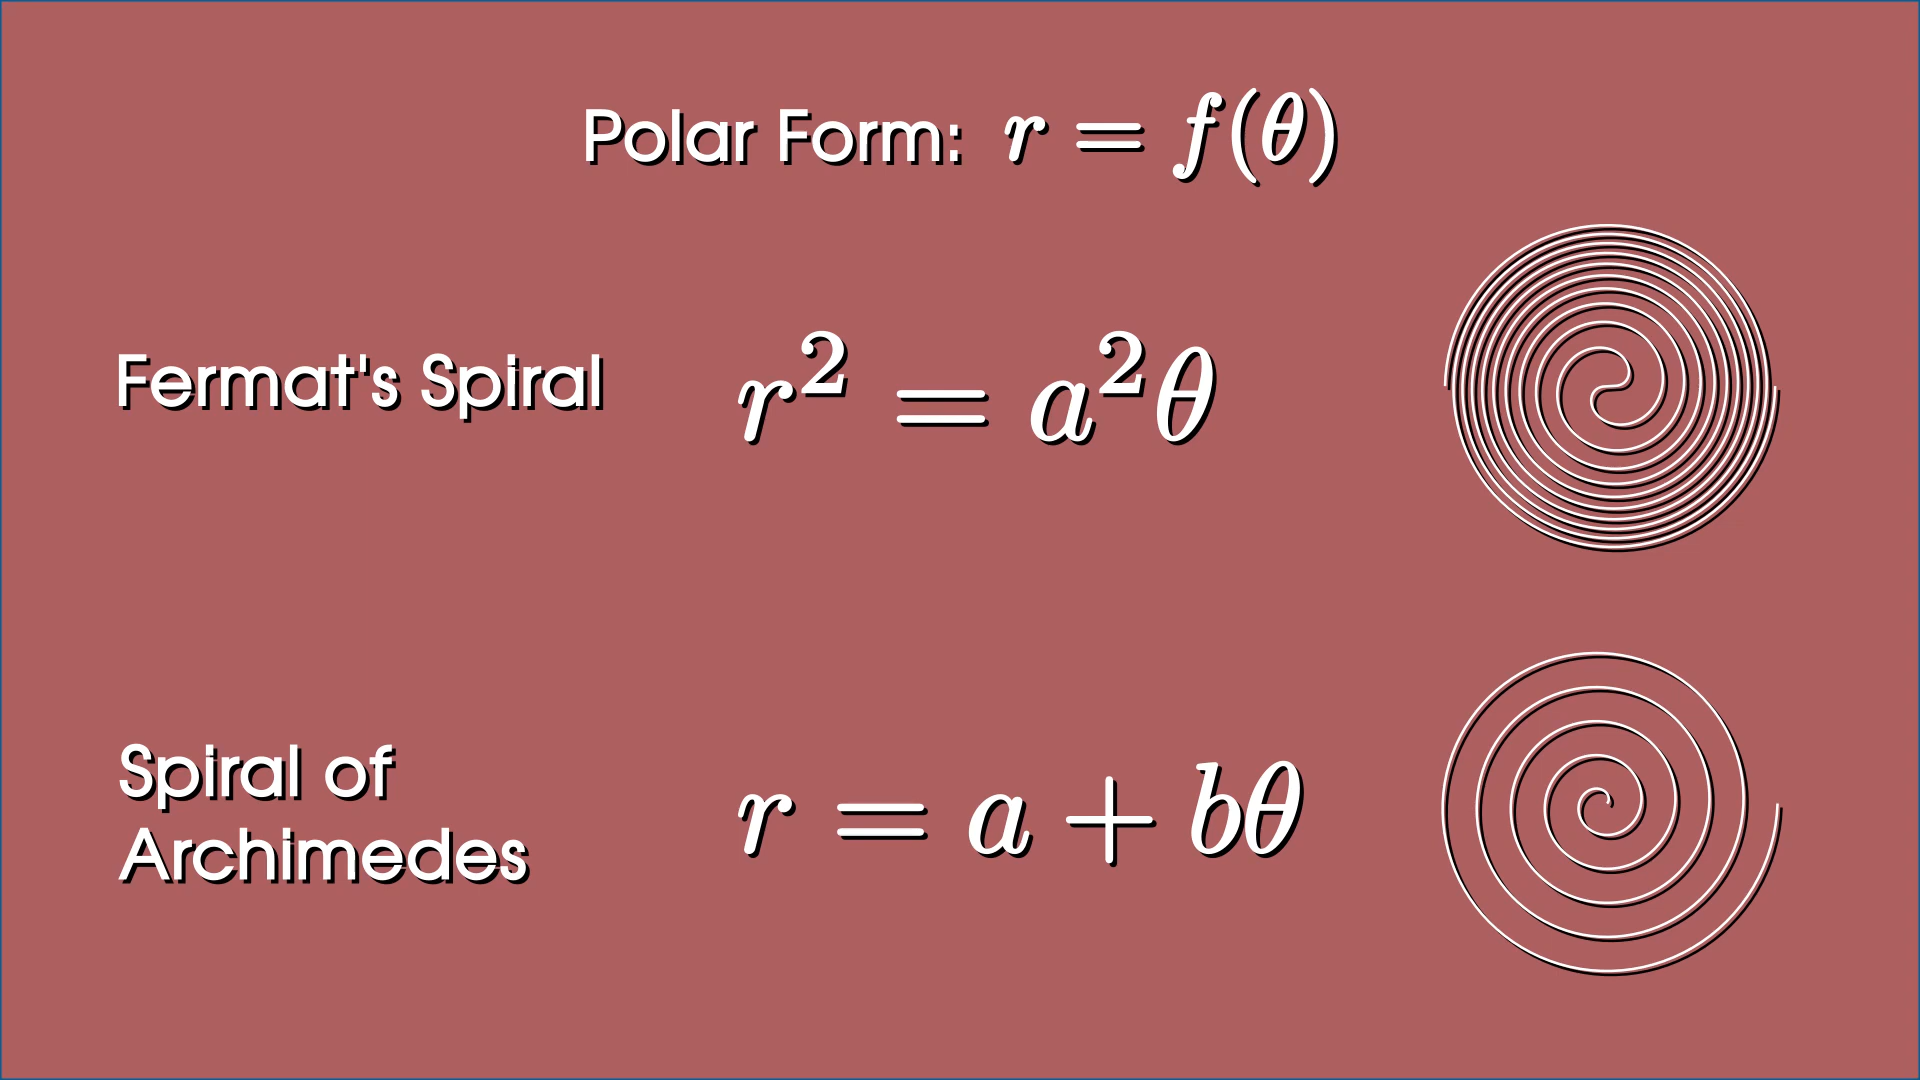 Polar Form: r = f(θ)
Fermat's Spiral
r² = a²θ
Spiral of
Archimedes
r = a + bθ